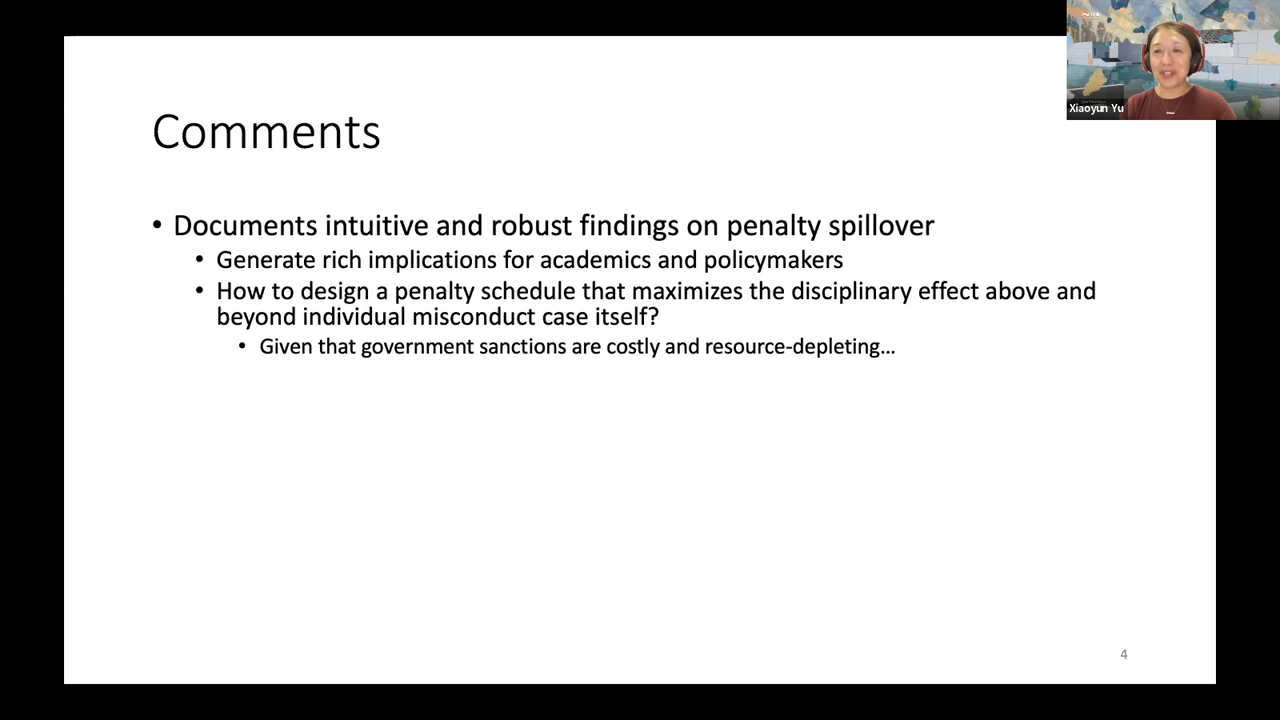 Xiaoyun Yu
Comments
• Documents intuitive and robust findings on penalty spillover
• Generate rich implications for academics and policymakers
• How to design a penalty schedule that maximizes the disciplinary effect above and
beyond individual misconduct case itself?
• Given that government sanctions are costly and resource-depleting...
4